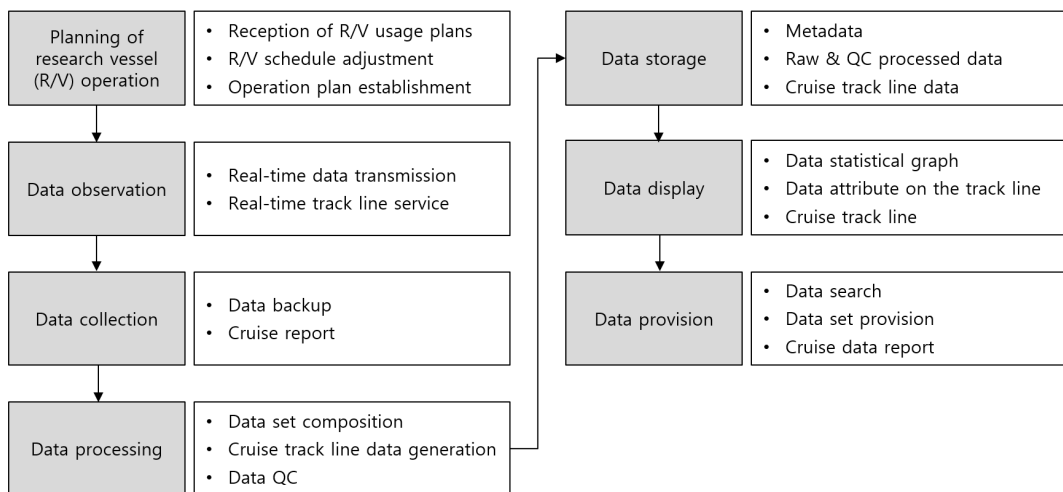 Planning of
research vessel
(R/V) operation
• Reception of R/V usage plans
• R/V schedule adjustment
• Operation plan establishment
Data observation
• Real-time data transmission
• Real-time track line service
Data collection
• Data backup
• Cruise report
Data processing
• Data set composition
• Cruise track line data generation
• Data QC
Data storage
• Metadata
• Raw & QC processed data
• Cruise track line data
Data display
• Data statistical graph
• Data attribute on the track line
• Cruise track line
Data provision
• Data search
• Data set provision
• Cruise data report